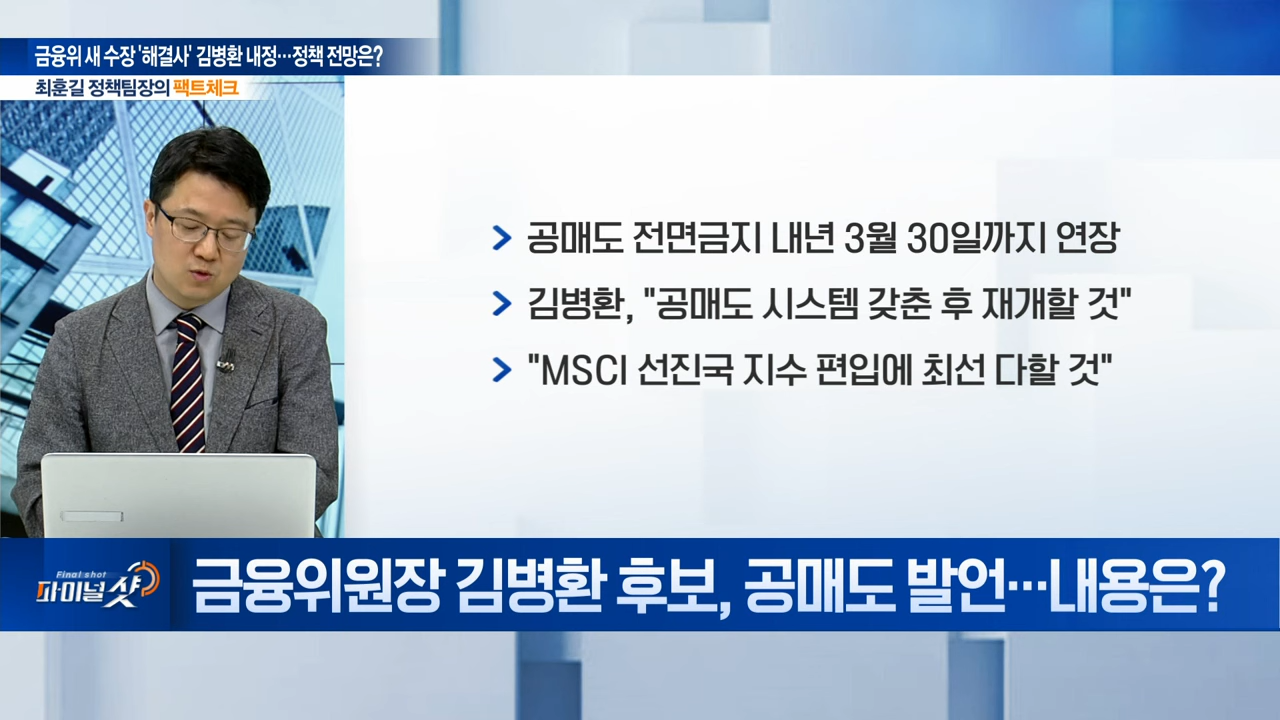 금융위 새 수장 '해결사' 김병환 내정…정책 전망은?
최훈길 정책팀장의 팩트체크
공매도 전면금지 내년 3월 30일까지 연장
김병환, "공매도 시스템 갖춘 후 재개할 것"
"MSCI 선진국 지수 편입에 최선 다할 것"
Final shot
파이널 샷
금융위원장 김병환 후보, 공매도 발언…내용은?